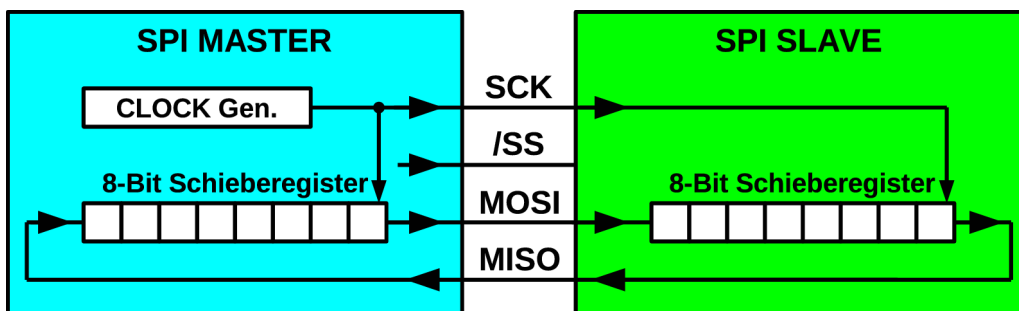 SPI MASTER
SPI SLAVE
CLOCK Gen.
SCK
/SS
8-Bit Schieberegister
MOSI
8-Bit Schieberegister
MISO